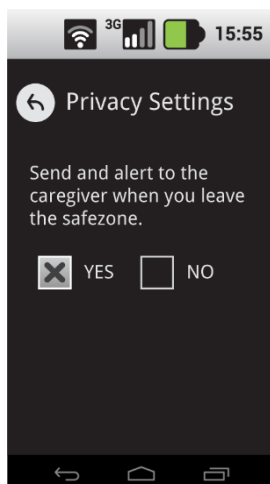 3G 15:55
Privacy Settings
Send and alert to the
caregiver when you leave
the safezone.
YES NO